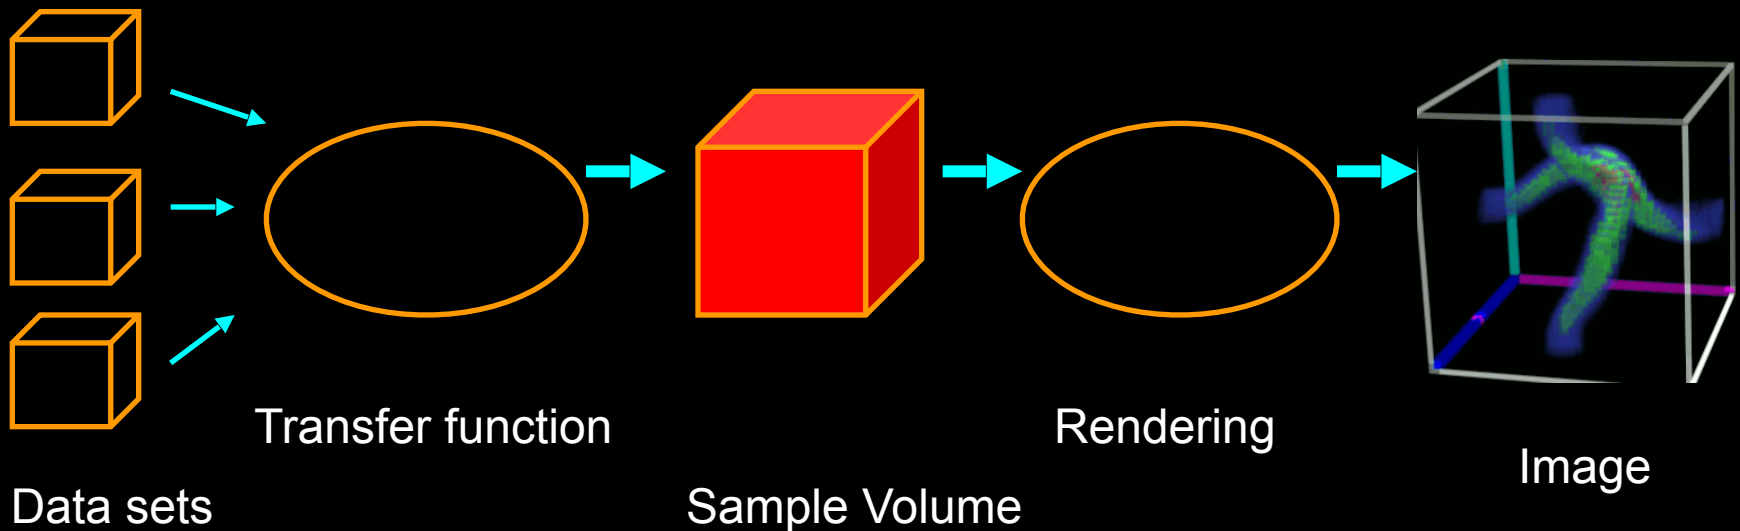 Transfer function
Rendering
Image
Data sets
Sample Volume